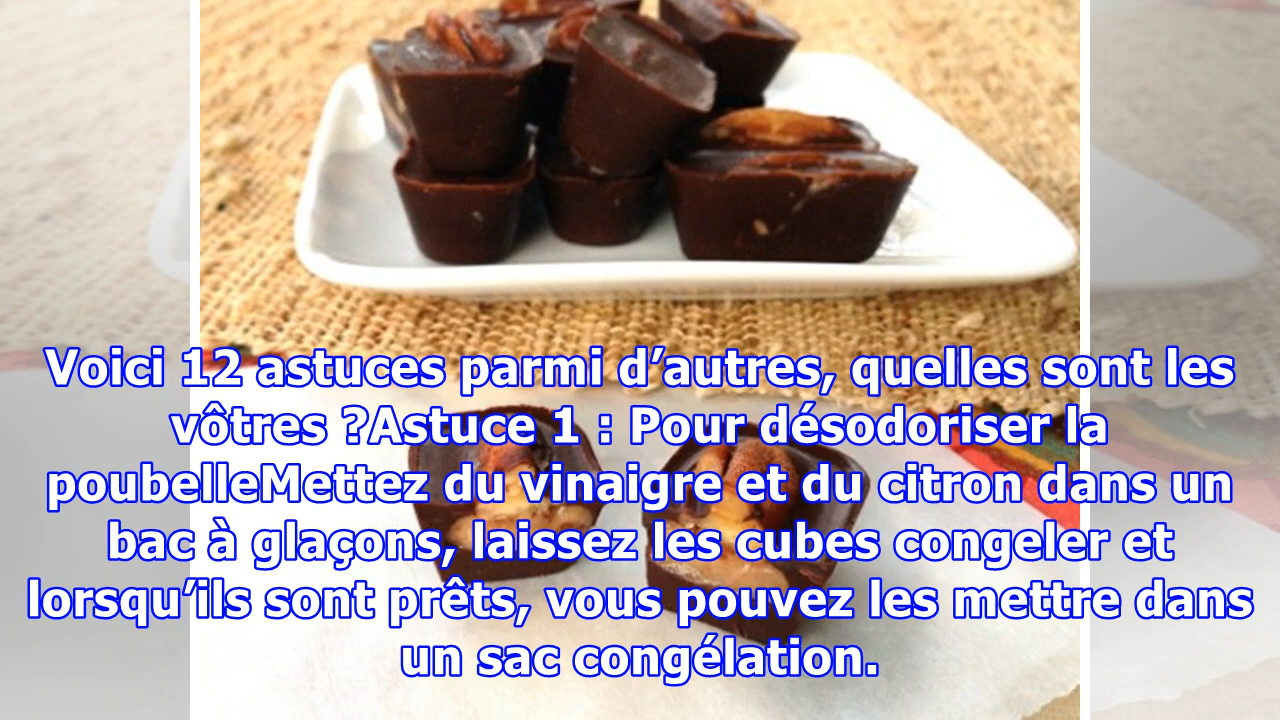 Voici 12 astuces parmi d’autres, quelles sont les
vôtres ?Astuce 1 : Pour désodoriser la
poubelleMettez du vinaigre et du citron dans un
bac à glaçons, laissez les cubes congeler et
lorsqu’ils sont prêts, vous pouvez les mettre dans
un sac congélation.